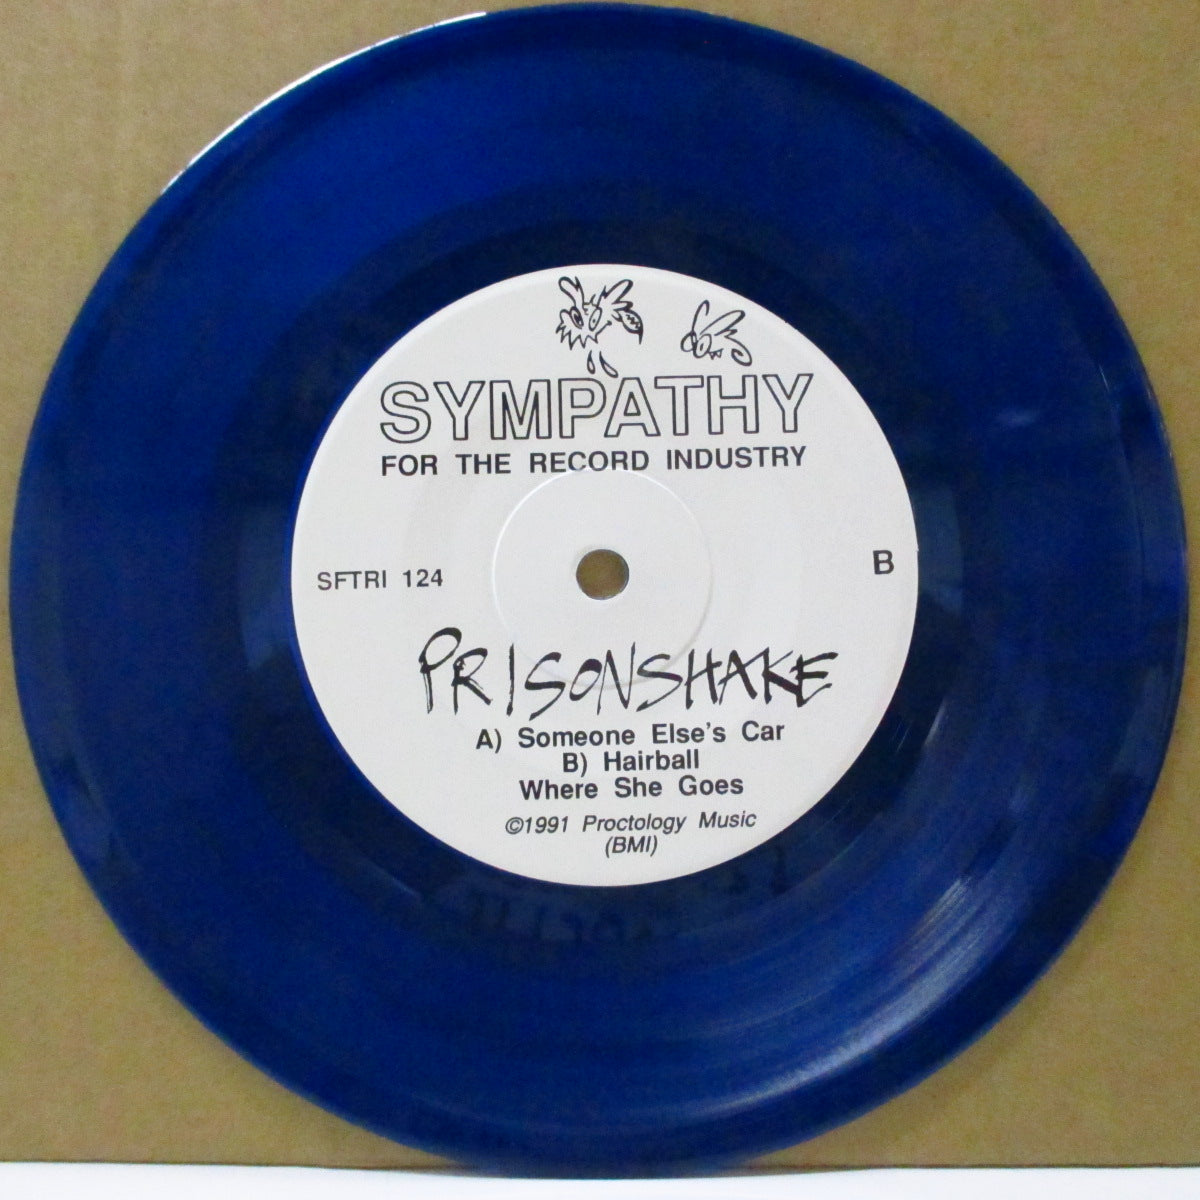 SYMPATHY
FOR THE RECORD INDUSTRY
SFTRI 124
B
PRISONSHAKE
A) Someone Else's Car
B) Hairball
Where She Goes
©1991 Proctology Music
(BMI)